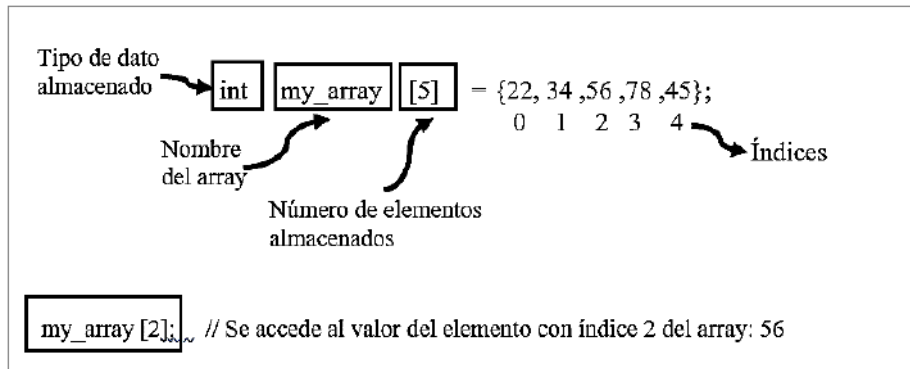 Tipo de dato
almacenado
int my_array [5] = {22, 34 ,56 ,78 ,45};
0 1 2 3 4
Nombre
del array
Índices
Número de elementos
almacenados
my_array [2]; // Se accede al valor del elemento con índice 2 del array: 56